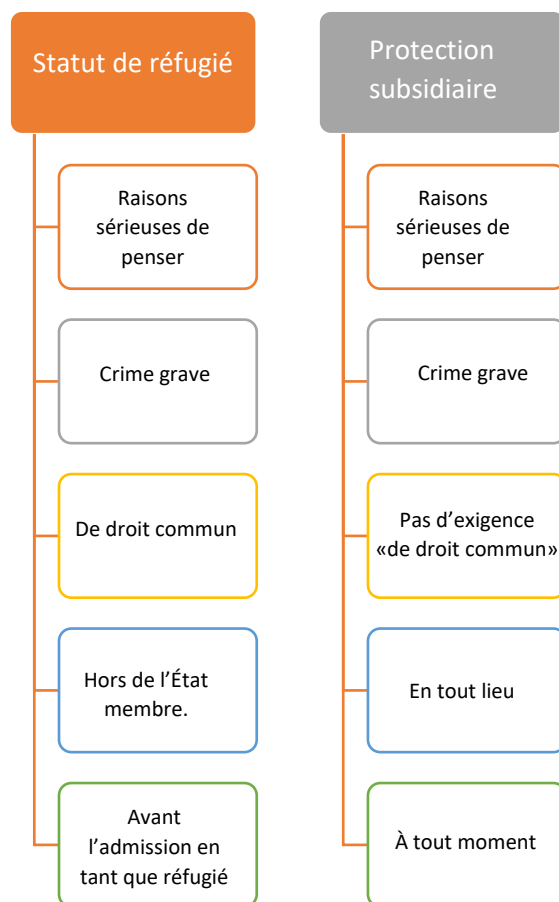 Statut de réfugié
Raisons
sérieuses de
penser
Crime grave
De droit commun
Hors de l’État
membre.
Avant
l’admission en
tant que réfugié
Protection
subsidiaire
Raisons
sérieuses de
penser
Crime grave
Pas d’exigence
«de droit commun»
En tout lieu
À tout moment